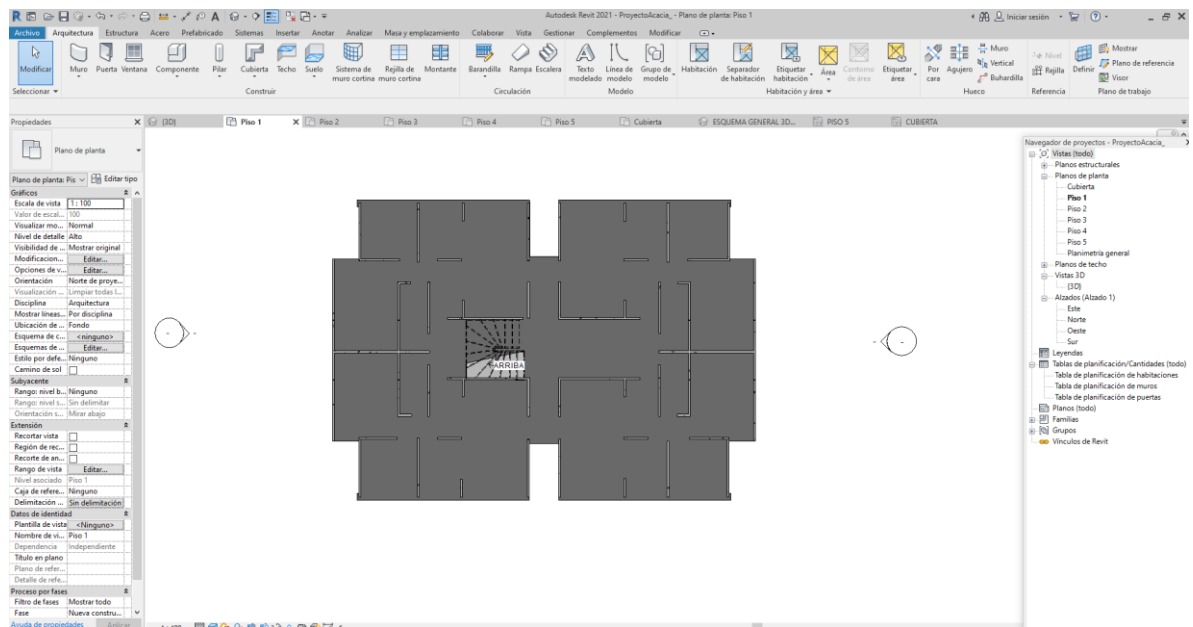 Autodesk Revit 2021 - ProyectoAcacia_ - Plano de planta: Piso 1
Iniciar sesión
Archivo Arquitectura Estructura Acero Prefabricado Sistemas Insertar Anotar Analizar Masa y emplazamiento Colaborar Vista Gestionar Complementos Modificar
Modificar
Muro Puerta Ventana Componente Pilar Cubierta Techo Suelo Sistema de muro cortina Rejilla de muro cortina Montante
Barandilla Rampa Escalera
Texto modelado Línea de modelo Grupo de modelo
Habitación Separador de habitación Etiquetar habitación Área Contorno de área Etiquetar área
Por cara Agujero Muro Vertical Buhardilla
Nivel Rejilla
Definir Mostrar Plano de referencia Visor
Seleccionar Construir Circulación Modelo Habitación y área Hueco Referencia Plano de trabajo
Propiedades
{3D} Piso 1 Piso 2 Piso 3 Piso 4 Piso 5 Cubierta ESQUEMA GENERAL 3D... PISO 5 CUBIERTA
Plano de planta
Plano de planta: Pis Editar tipo
Gráficos
Escala de vista 1 : 100
Valor de escal... 100
Visualizar mo... Normal
Nivel de detalle Alto
Visibilidad de ... Mostrar original
Modificacion... Editar...
Opciones de v... Editar...
Orientación Norte de proye...
Visualización ... Limpiar todas l...
Disciplina Arquitectura
Mostrar líneas... Por disciplina
Ubicación de ... Fondo
Esquema de c... <ninguno>
Esquemas de ... Editar...
Estilo por defe... Ninguno
Camino de sol
Subyacente
Rango: nivel b... Ninguno
Rango: nivel s... Sin delimitar
Orientación s... Mirar abajo
Extensión
Recortar vista
Región de rec...
Recorte de an...
Rango de vista Editar...
Nivel asociado Piso 1
Caja de refere... Ninguno
Delimitación ... Sin delimitación
Datos de identidad
Plantilla de vista <Ninguno>
Nombre de vi... Piso 1
Dependencia Independiente
Título en plano
Plano de refer...
Detalle de refe...
Proceso por fases
Filtro de fases Mostrar todo
Fase Nueva constru...
Ayuda de propiedades Aplicar
ARRIBA
Navegador de proyectos - ProyectoAcacia_
Vistas (todo)
Planos estructurales
Planos de planta
Cubierta
Piso 1
Piso 2
Piso 3
Piso 4
Piso 5
Planimetría general
Planos de techo
Vistas 3D
{3D}
Alzados (Alzado 1)
Este
Norte
Oeste
Sur
Leyendas
Tablas de planificación/Cantidades (todo)
Tabla de planificación de habitaciones
Tabla de planificación de muros
Tabla de planificación de puertas
Planos (todo)
Familias
Grupos
Vínculos de Revit